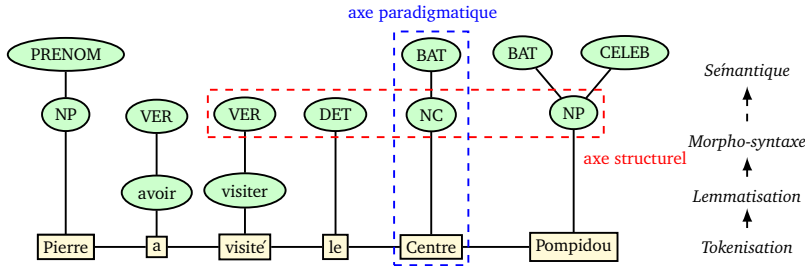 axe paradigmatique
PRENOM BAT BAT CELEB Sémantique
NP VER VER DET NC NP
Morpho-syntaxe
axe structurel
avoir visiter Lemmatisation
Pierre a visité le Centre Pompidou Tokenisation